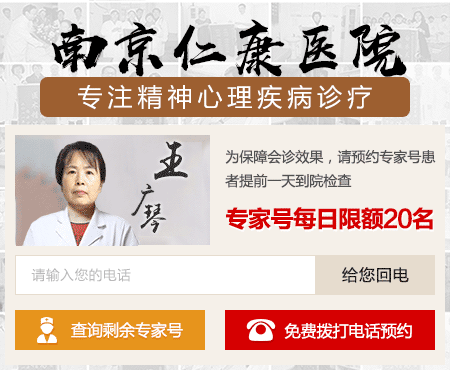 南京仁康医院
专注精神心理疾病诊疗
王广琴
为保障会诊效果，请预约专家号患
者提前一天到院检查
专家号每日限额20名
请输入您的电话
给您回电
查询剩余专家号
免费拨打电话预约